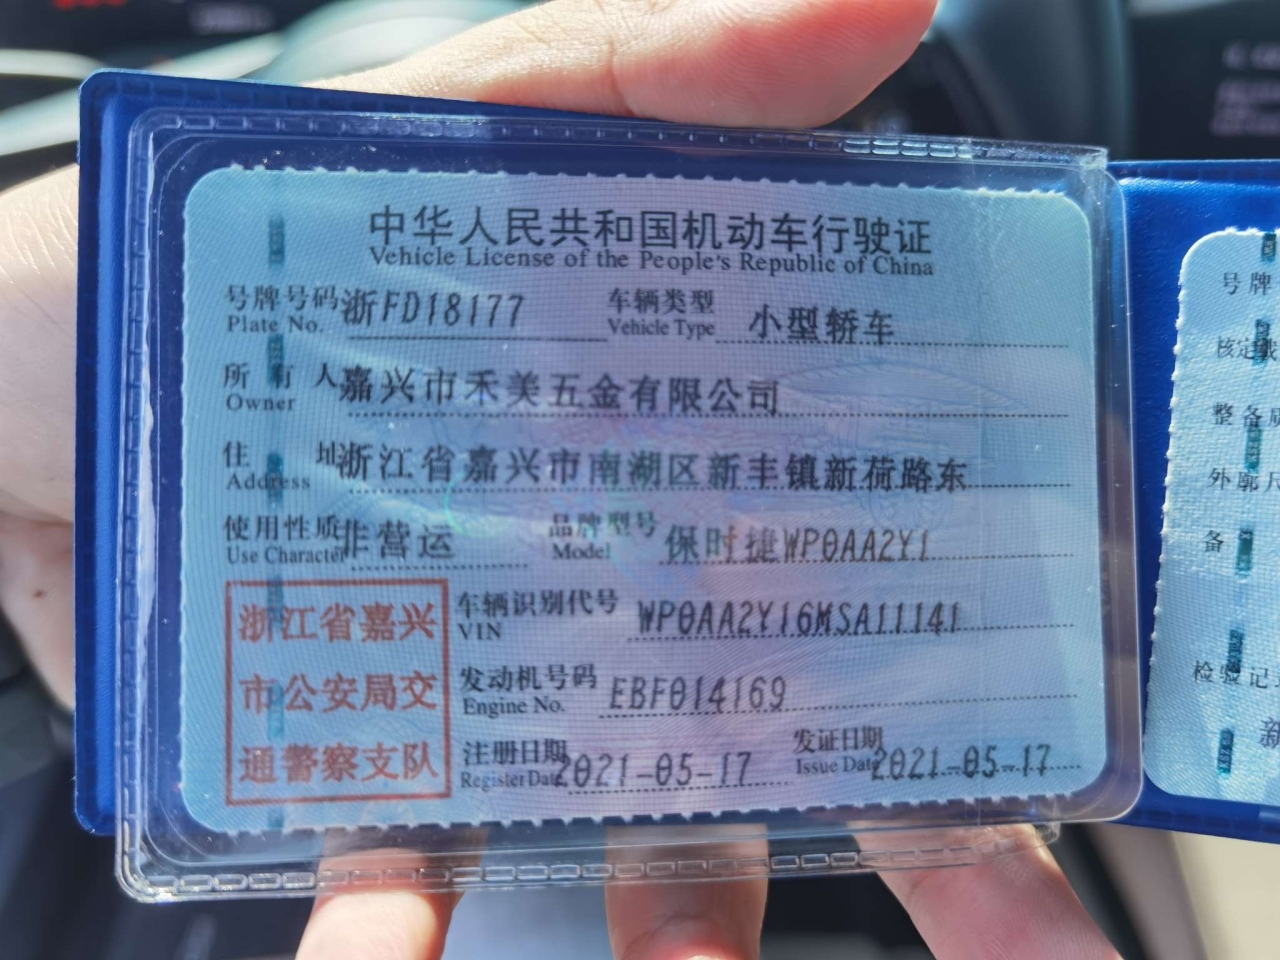 中华人民共和国机动车行驶证
Vehicle License of the People's Republic of China
号牌号码 浙FD18177 车辆类型 小型轿车
Plate No. Vehicle Type
所有人 嘉兴市禾美五金有限公司
Owner
住址 浙江省嘉兴市南湖区新丰镇新荷路东
Address
使用性质 非营运 品牌型号 保时捷WP0AA2Y1
Use Character Model
浙江省嘉兴
市公安局交
通警察支队
车辆识别代号 WP0AA2Y16MSA11141
VIN
发动机号码 EBF014169
Engine No.
注册日期 2021-05-17 发证日期 2021-05-17
Register Date Issue Date
号牌
核定载
整备质
外廓尺
备
检验记
新